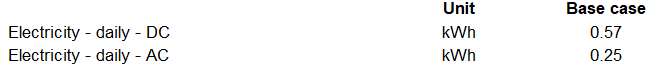 Unit Base case
Electricity - daily - DC kWh 0.57
Electricity - daily - AC kWh 0.25